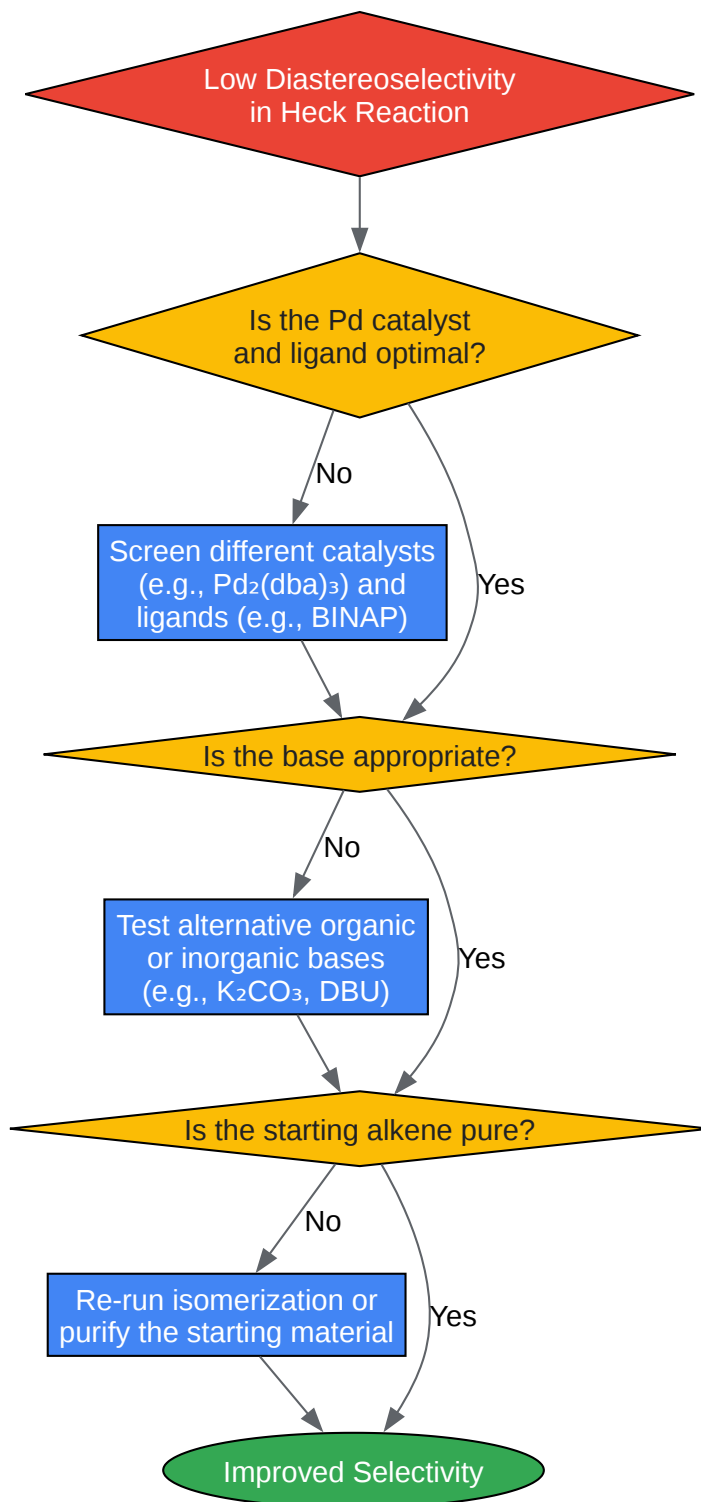 Low Diastereoselectivity
in Heck Reaction
Is the Pd catalyst
and ligand optimal?
No
Screen different catalysts
(e.g., Pd₂(dba)₃) and
ligands (e.g., BINAP)
Yes
Is the base appropriate?
No
Test alternative organic
or inorganic bases
(e.g., K₂CO₃, DBU)
Yes
Is the starting alkene pure?
No
Re-run isomerization or
purify the starting material
Yes
Improved Selectivity